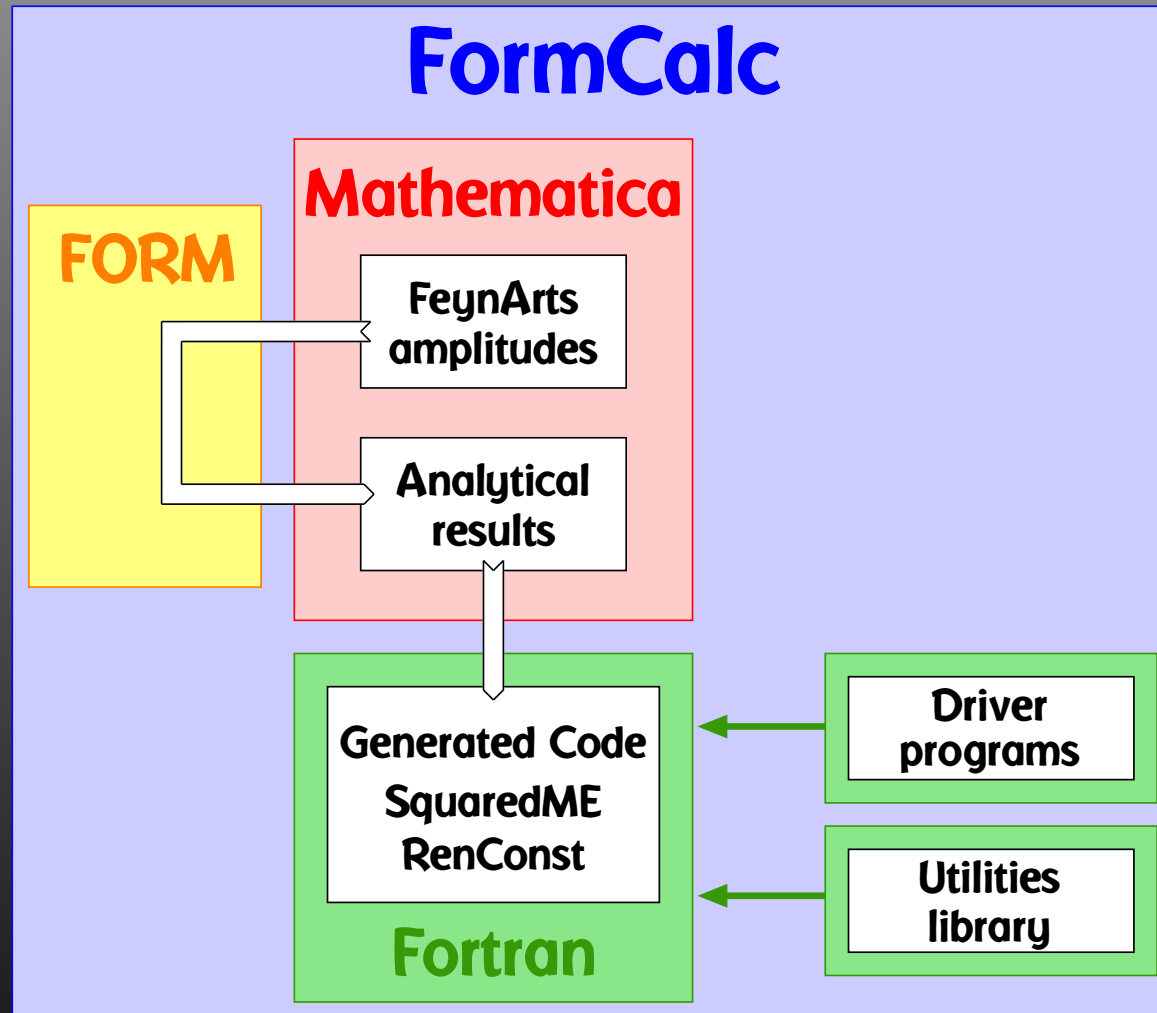 FormCalc
Mathematica
FORM
FeynArts
amplitudes
Analytical
results
Generated Code
SquaredME
RenConst
Fortran
Driver
programs
Utilities
library